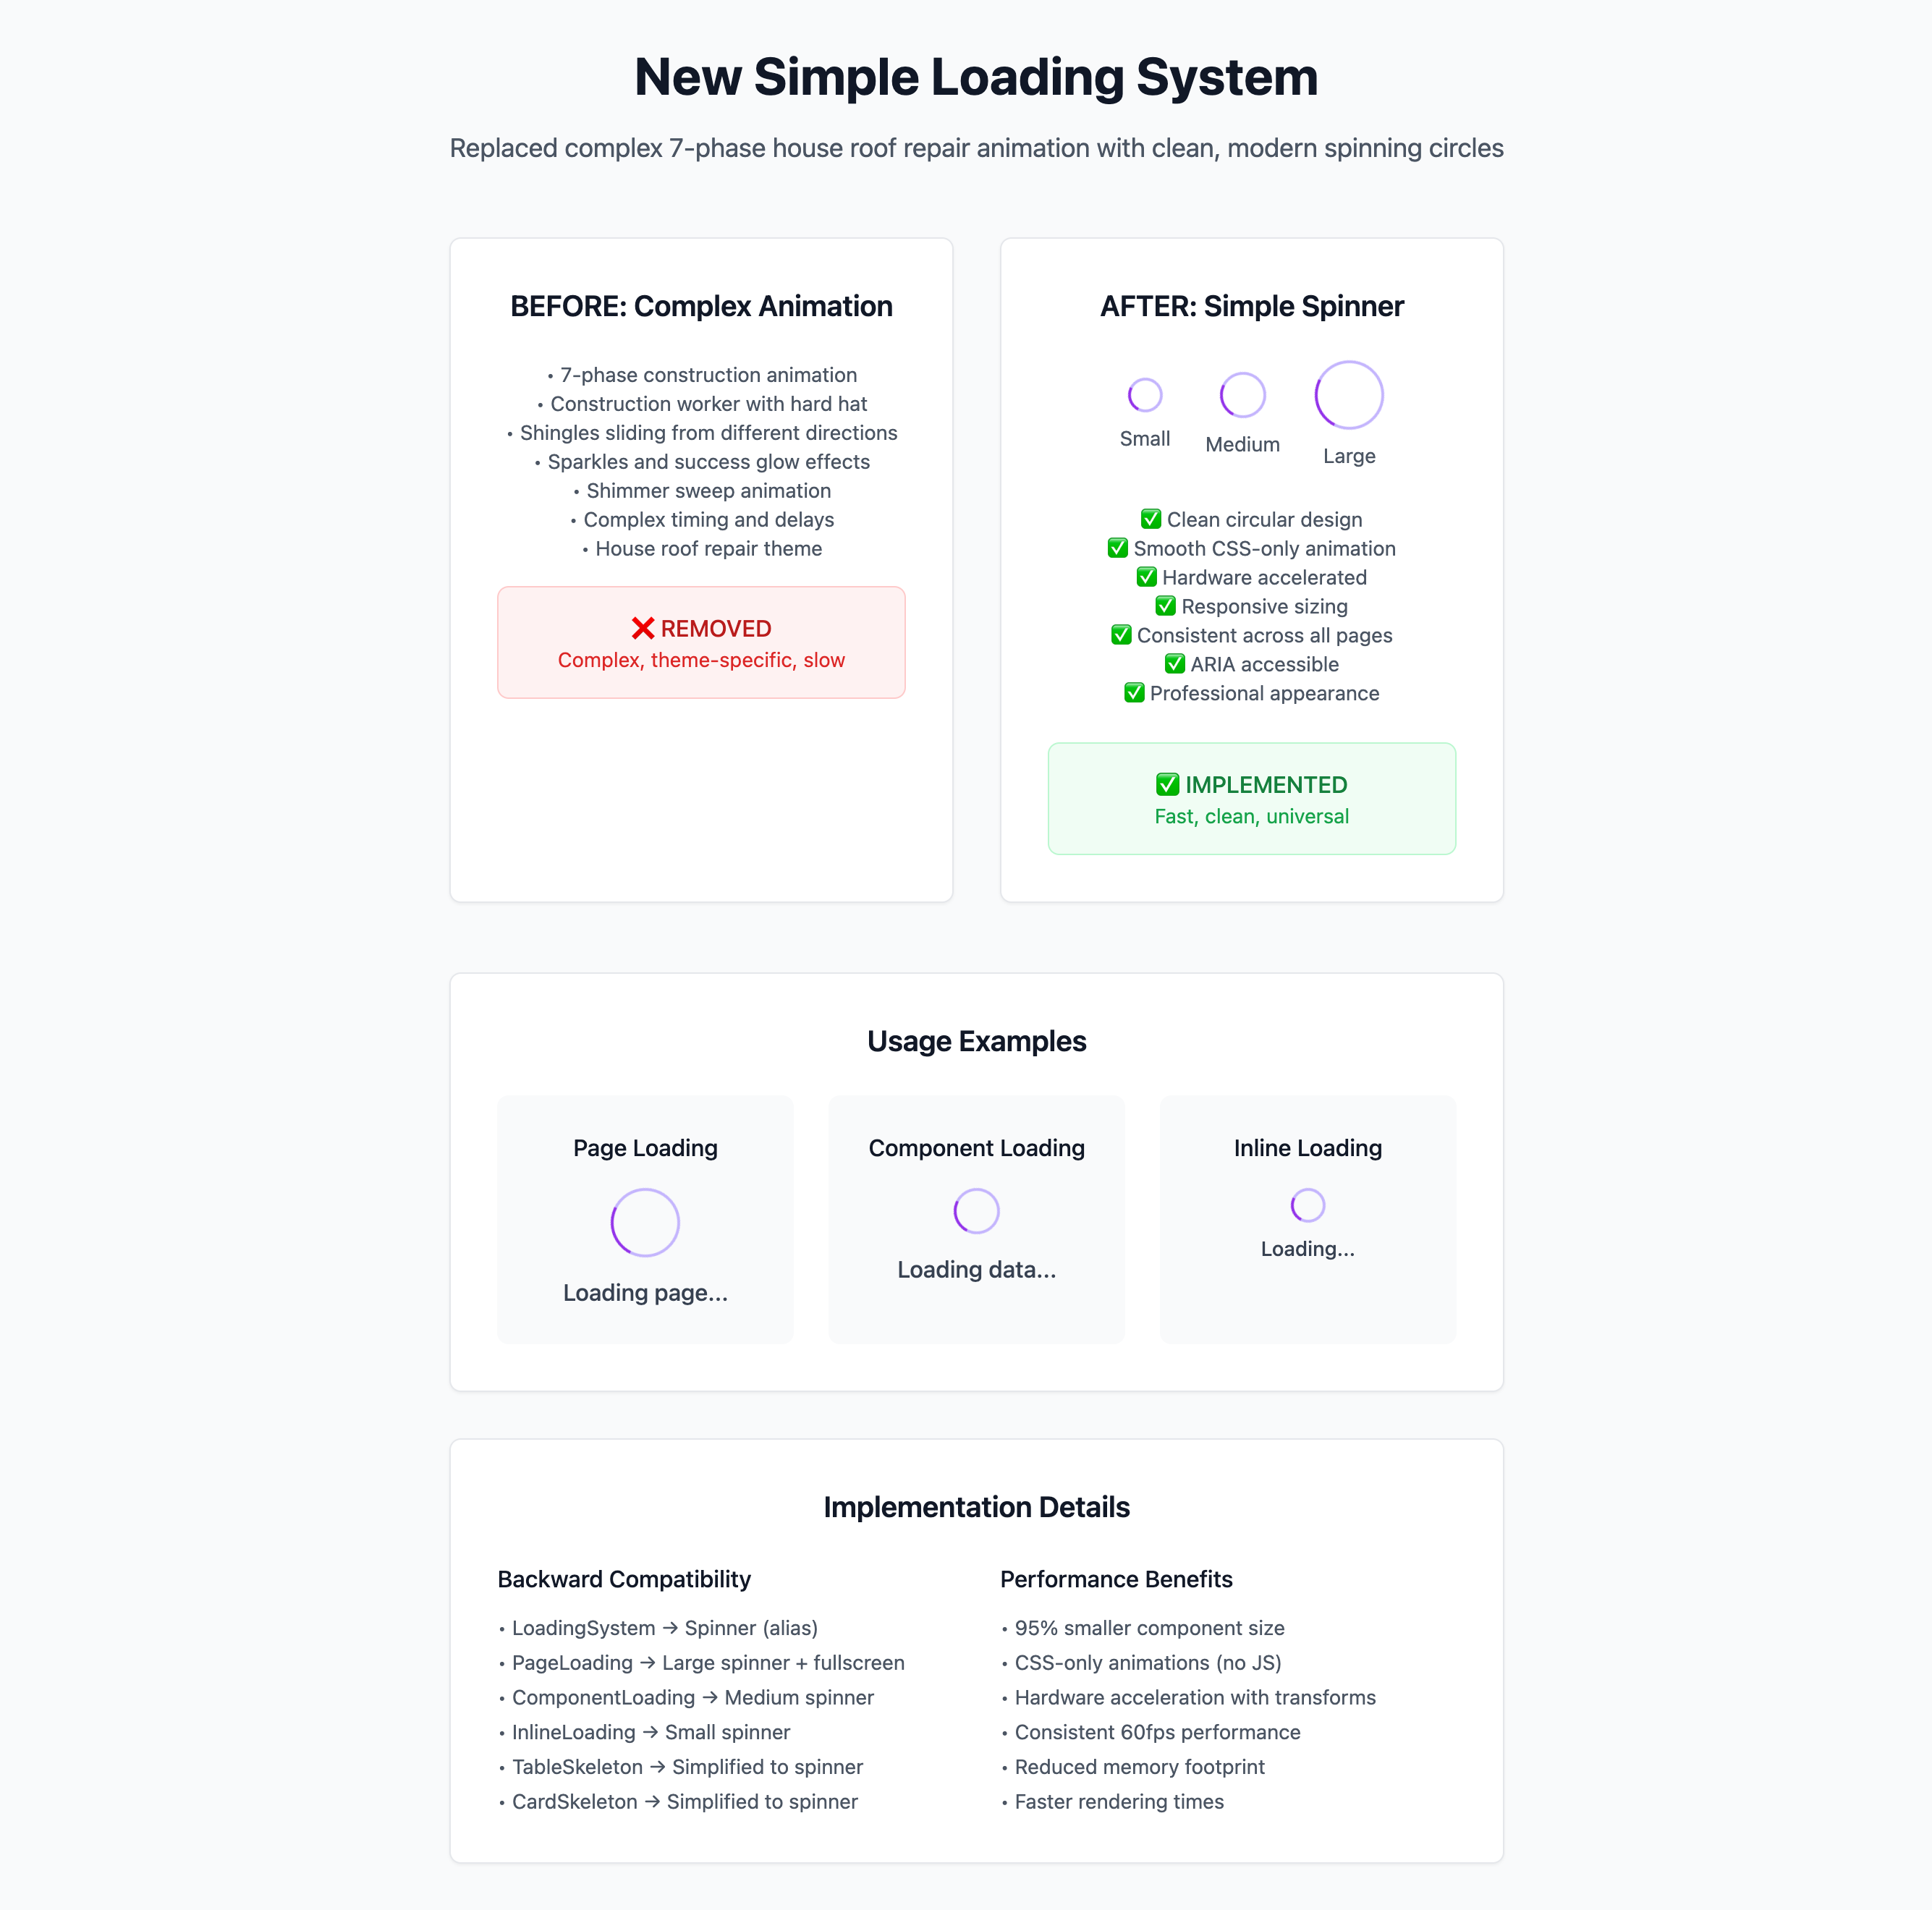 New Simple Loading System
Replaced complex 7-phase house roof repair animation with clean, modern spinning circles
BEFORE: Complex Animation
• 7-phase construction animation
• Construction worker with hard hat
• Shingles sliding from different directions
• Sparkles and success glow effects
• Shimmer sweep animation
• Complex timing and delays
• House roof repair theme
❌ REMOVED
Complex, theme-specific, slow
AFTER: Simple Spinner
Small
Medium
Large
✅ Clean circular design
✅ Smooth CSS-only animation
✅ Hardware accelerated
✅ Responsive sizing
✅ Consistent across all pages
✅ ARIA accessible
✅ Professional appearance
✅ IMPLEMENTED
Fast, clean, universal
Usage Examples
Page Loading
Loading page...
Component Loading
Loading data...
Inline Loading
Loading...
Implementation Details
Backward Compatibility
• LoadingSystem → Spinner (alias)
• PageLoading → Large spinner + fullscreen
• ComponentLoading → Medium spinner
• InlineLoading → Small spinner
• TableSkeleton → Simplified to spinner
• CardSkeleton → Simplified to spinner
Performance Benefits
• 95% smaller component size
• CSS-only animations (no JS)
• Hardware acceleration with transforms
• Consistent 60fps performance
• Reduced memory footprint
• Faster rendering times